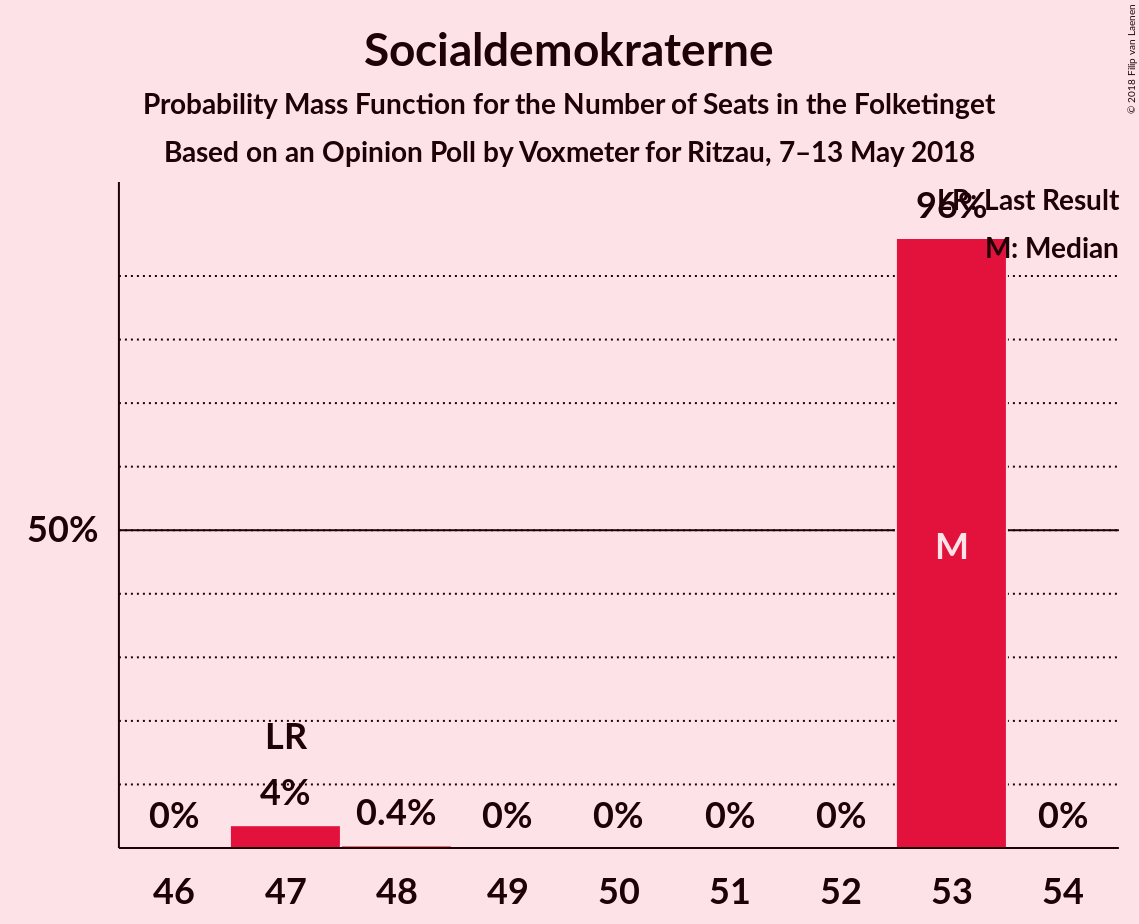 Socialdemokraterne
Probability Mass Function for the Number of Seats in the Folketinget
Based on an Opinion Poll by Voxmeter for Ritzau, 7–13 May 2018
© 2018 Filip van Laenen
LR: Last Result
M: Median
96%
50%
M
LR
0%
4%
0.4%
0%
0%
0%
0%
0%
46 47 48 49 50 51 52 53 54